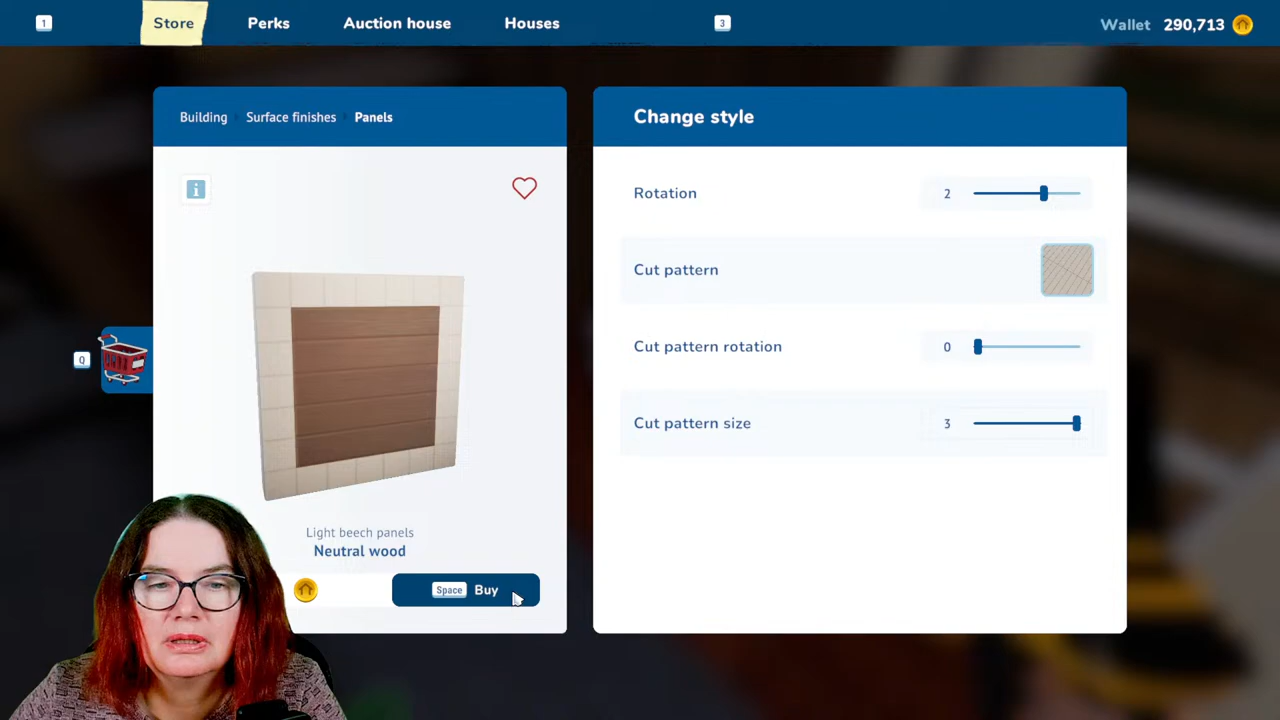 1
Store
Perks
Auction house
Houses
3
Wallet 290,713
Building
Surface finishes
Panels
i
Q
Light beech panels
Neutral wood
Space Buy
Change style
Rotation 2
Cut pattern
Cut pattern rotation 0
Cut pattern size 3